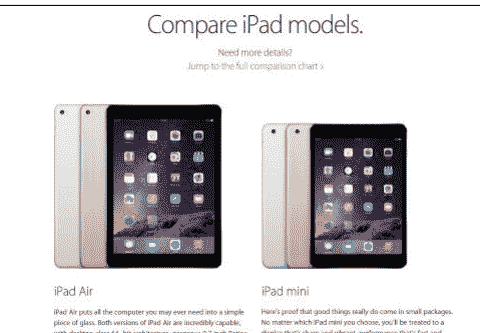 Compare iPad models.
Need more details?
Jump to the full comparison chart >
iPad Air
iPad mini
iPad Air puts all the computer you may ever need into a simple
piece of glass. Both versions of iPad Air are incredibly capable,
Here's proof that good things really do come in small packages.
No matter which iPad mini you choose, you'll be treated to a